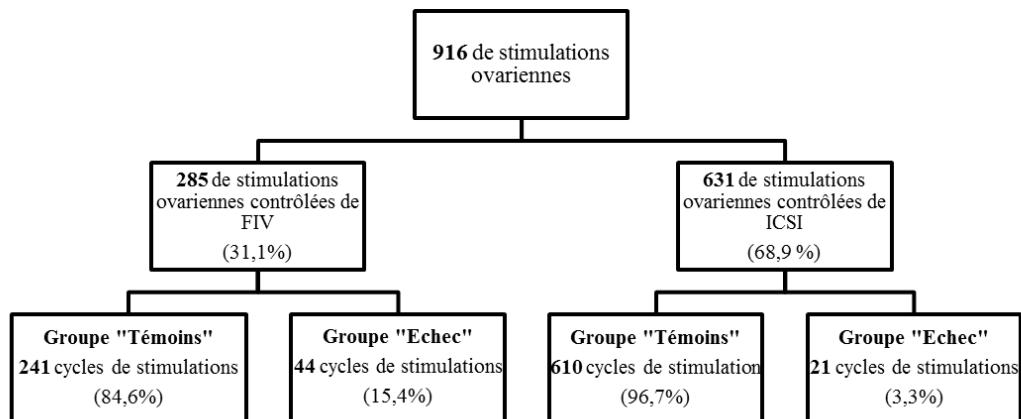 916 de stimulations
ovariennes
285 de stimulations
ovariennes contrôlées de
FIV
(31,1%)
631 de stimulations
ovariennes contrôlées de
ICSI
(68,9 %)
Groupe "Témoins"
241 cycles de stimulations
(84,6%)
Groupe "Echec"
44 cycles de stimulations
(15,4%)
Groupe "Témoins"
610 cycles de stimulation
(96,7%)
Groupe "Echec"
21 cycles de stimulations
(3,3%)